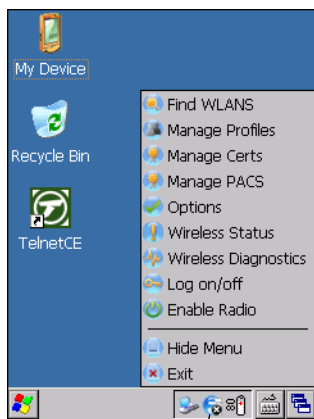 My Device
Recycle Bin
TelnetCE
Find WLANS
Manage Profiles
Manage Certs
Manage PACS
Options
Wireless Status
Wireless Diagnostics
Log on/off
Enable Radio
Hide Menu
Exit